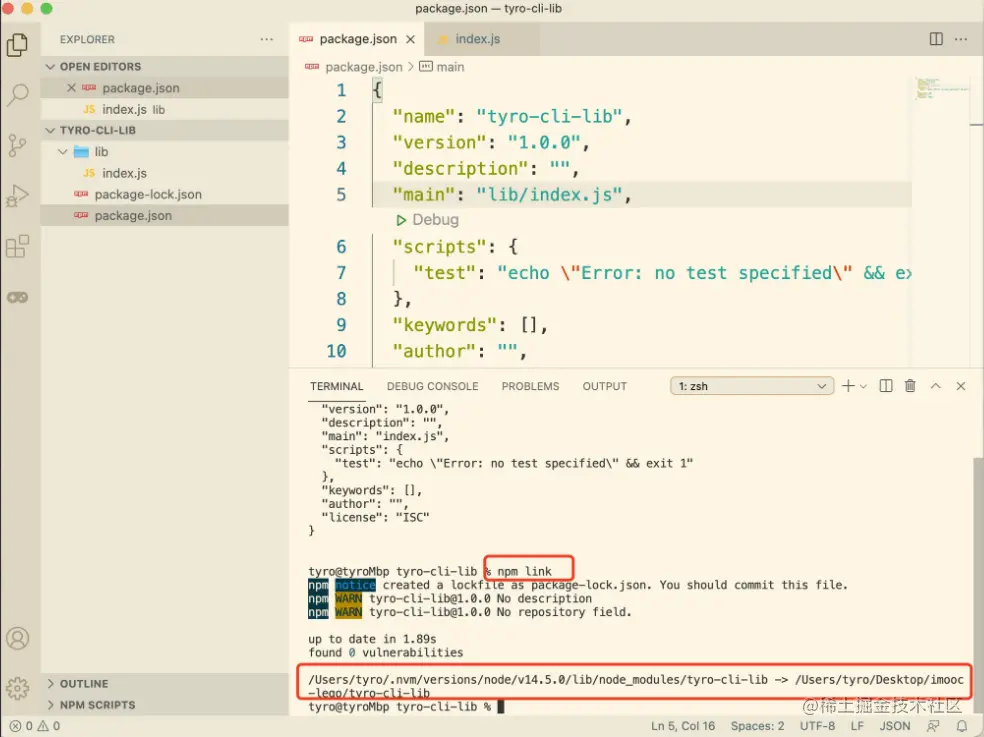 package.json — tyro-cli-lib
EXPLORER
OPEN EDITORS
package.json
JS index.js lib
TYRO-CLI-LIB
lib
JS index.js
package-lock.json
package.json
OUTLINE
NPM SCRIPTS
package.json
index.js
package.json > main
1 {
2 "name": "tyro-cli-lib",
3 "version": "1.0.0",
4 "description": "",
5 "main": "lib/index.js",
Debug
6 "scripts": {
7 "test": "echo \"Error: no test specified\" && ex
8 },
9 "keywords": [],
10 "author": "",
TERMINAL DEBUG CONSOLE PROBLEMS OUTPUT 1: zsh
"version": "1.0.0",
"description": "",
"main": "index.js",
"scripts": {
"test": "echo \"Error: no test specified\" && exit 1"
},
"keywords": [],
"author": "",
"license": "ISC"
}
tyro@tyroMbp tyro-cli-lib % npm link
npm notice created a lockfile as package-lock.json. You should commit this file.
npm WARN tyro-cli-lib@1.0.0 No description
npm WARN tyro-cli-lib@1.0.0 No repository field.
up to date in 1.89s
found 0 vulnerabilities
/Users/tyro/.nvm/versions/node/v14.5.0/lib/node_modules/tyro-cli-lib -> /Users/tyro/Desktop/imooc
-lego/tyro-cli-lib
tyro@tyroMbp tyro-cli-lib %
@稀土掘金技术社区
0 0 Ln 5, Col 16 Spaces: 2 UTF-8 LF JSON